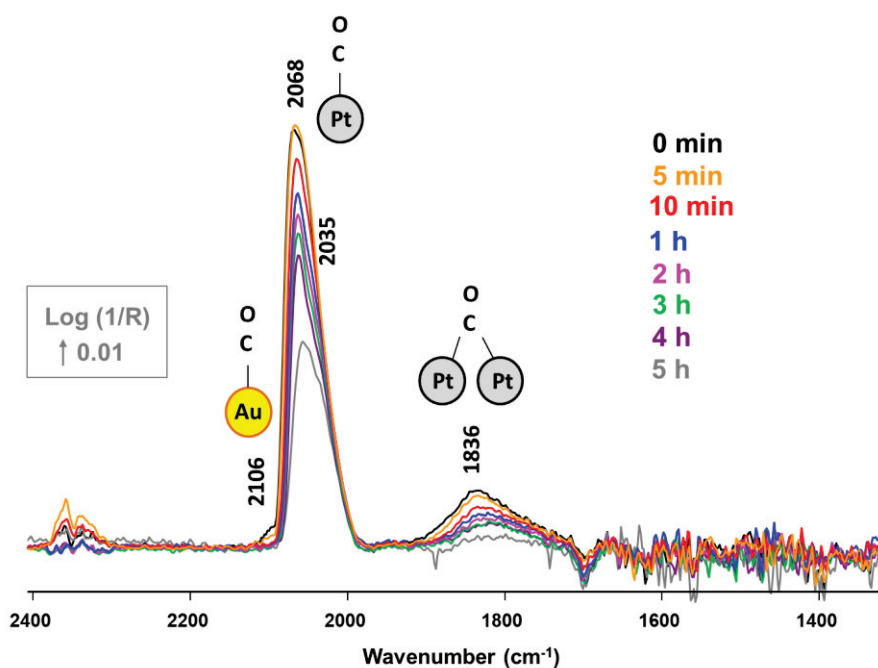 O
C
Pt
2068
2035
O
C
Au
2106
O
C
Pt Pt
1836
0 min
5 min
10 min
1 h
2 h
3 h
4 h
5 h
Log (1/R)
↑ 0.01
2400 2200 2000 1800 1600 1400
Wavenumber (cm⁻¹)